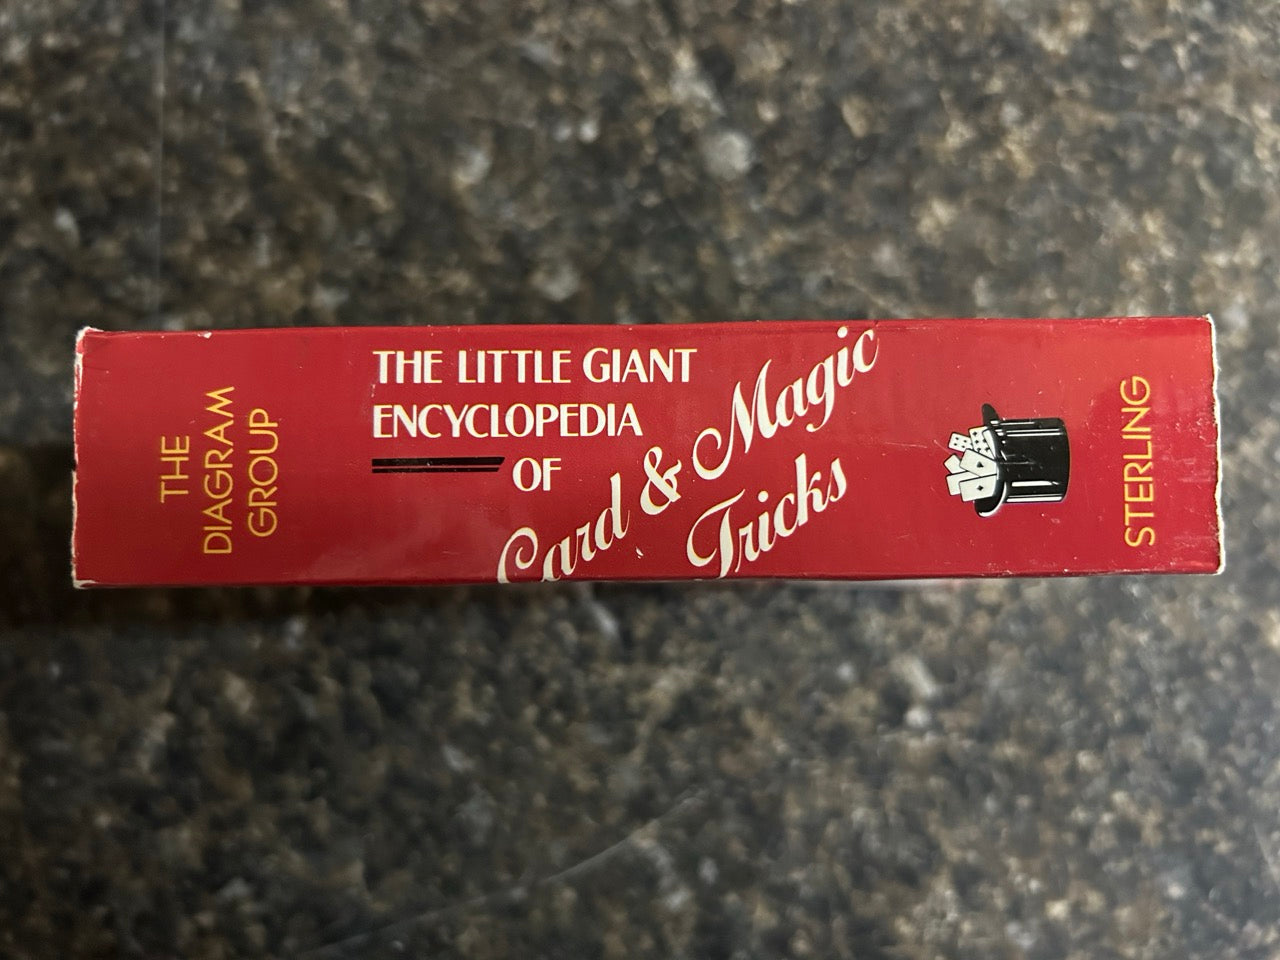 THE
DIAGRAM
GROUP
THE LITTLE GIANT
ENCYCLOPEDIA
OF
Card & Magic
Tricks
STERLING